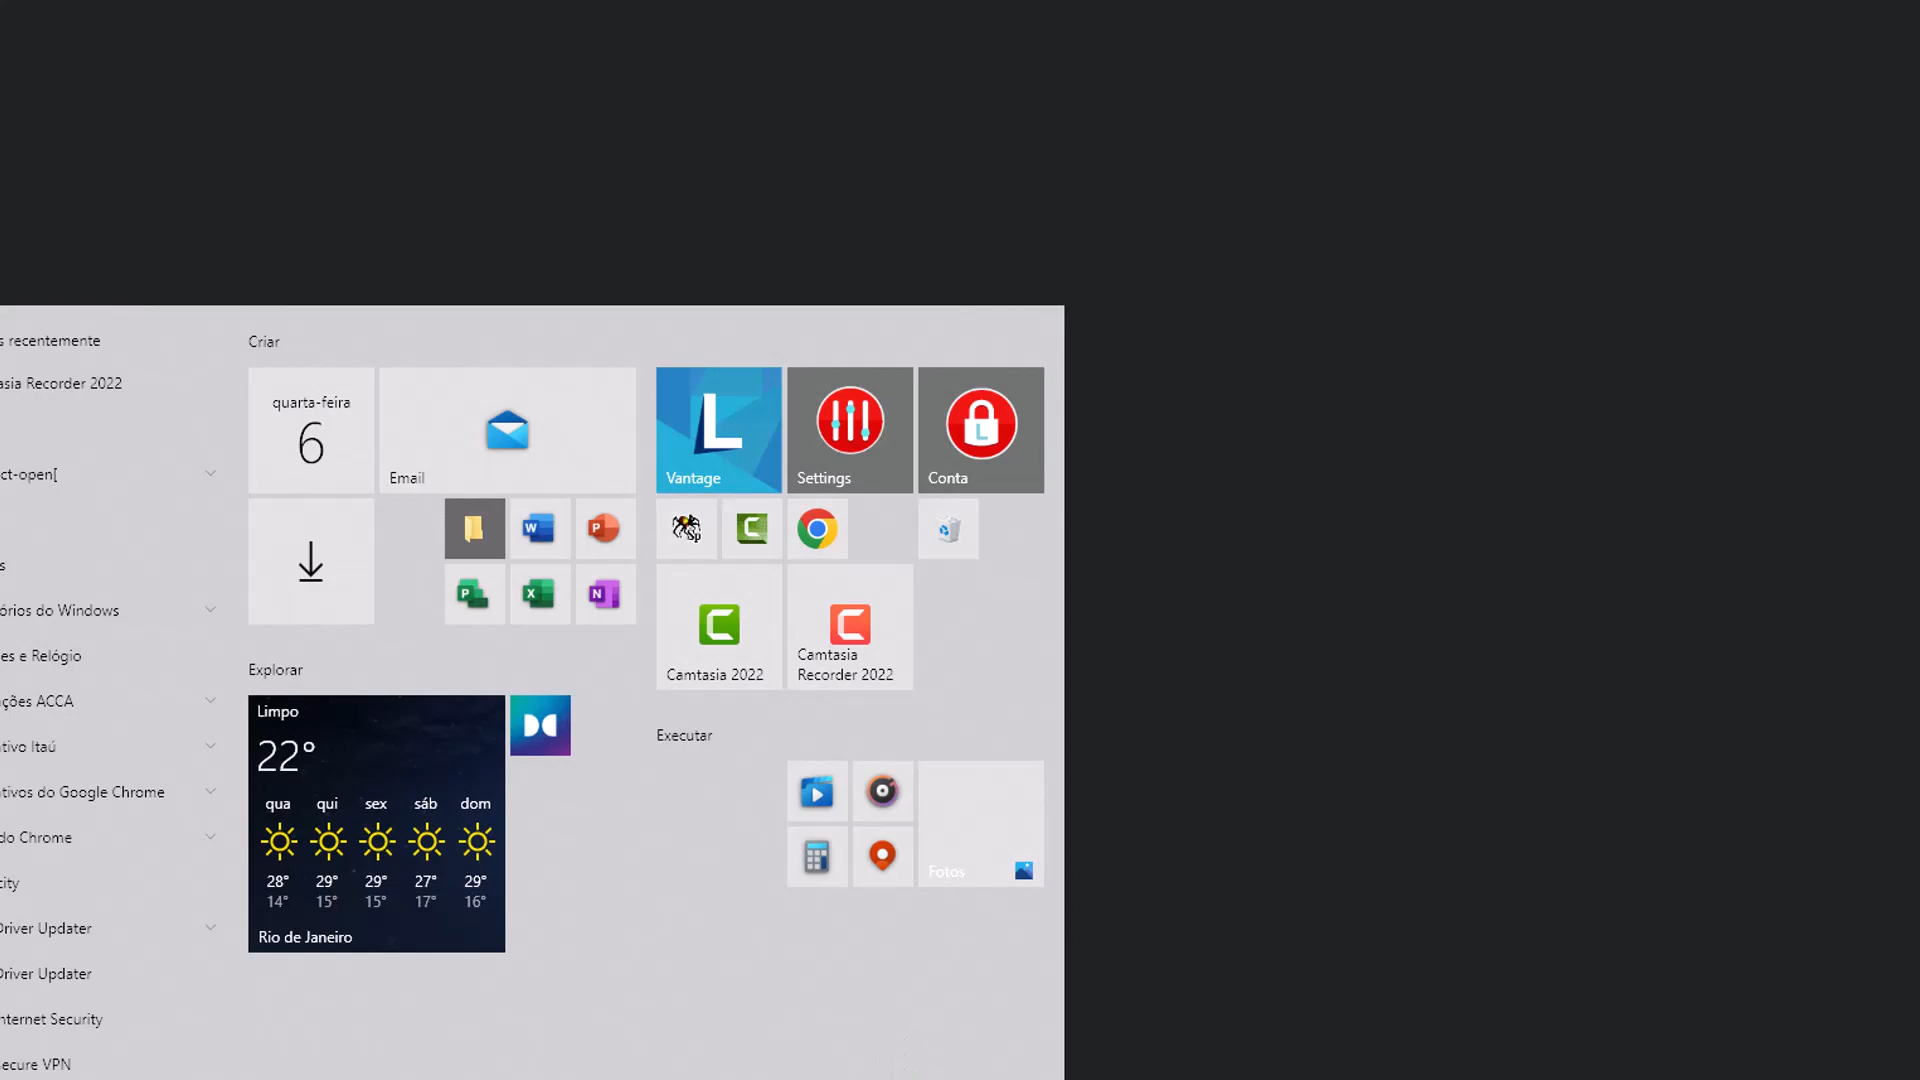 s recentemente
asia Recorder 2022
ct-open[
s
órios do Windows
es e Relógio
ções ACCA
tivo Itaú
tivos do Google Chrome
do Chrome
city
Driver Updater
Driver Updater
nternet Security
ecure VPN
Criar
quarta-feira
6
Email
W
P
P
X
N
Explorar
Limpo
22°
qua qui sex sáb dom
28° 29° 29° 27° 29°
14° 15° 15° 17° 16°
Rio de Janeiro
L
Vantage
Settings
L
Conta
Sp
C
C
Camtasia 2022
C
Camtasia
Recorder 2022
Executar
Fotos